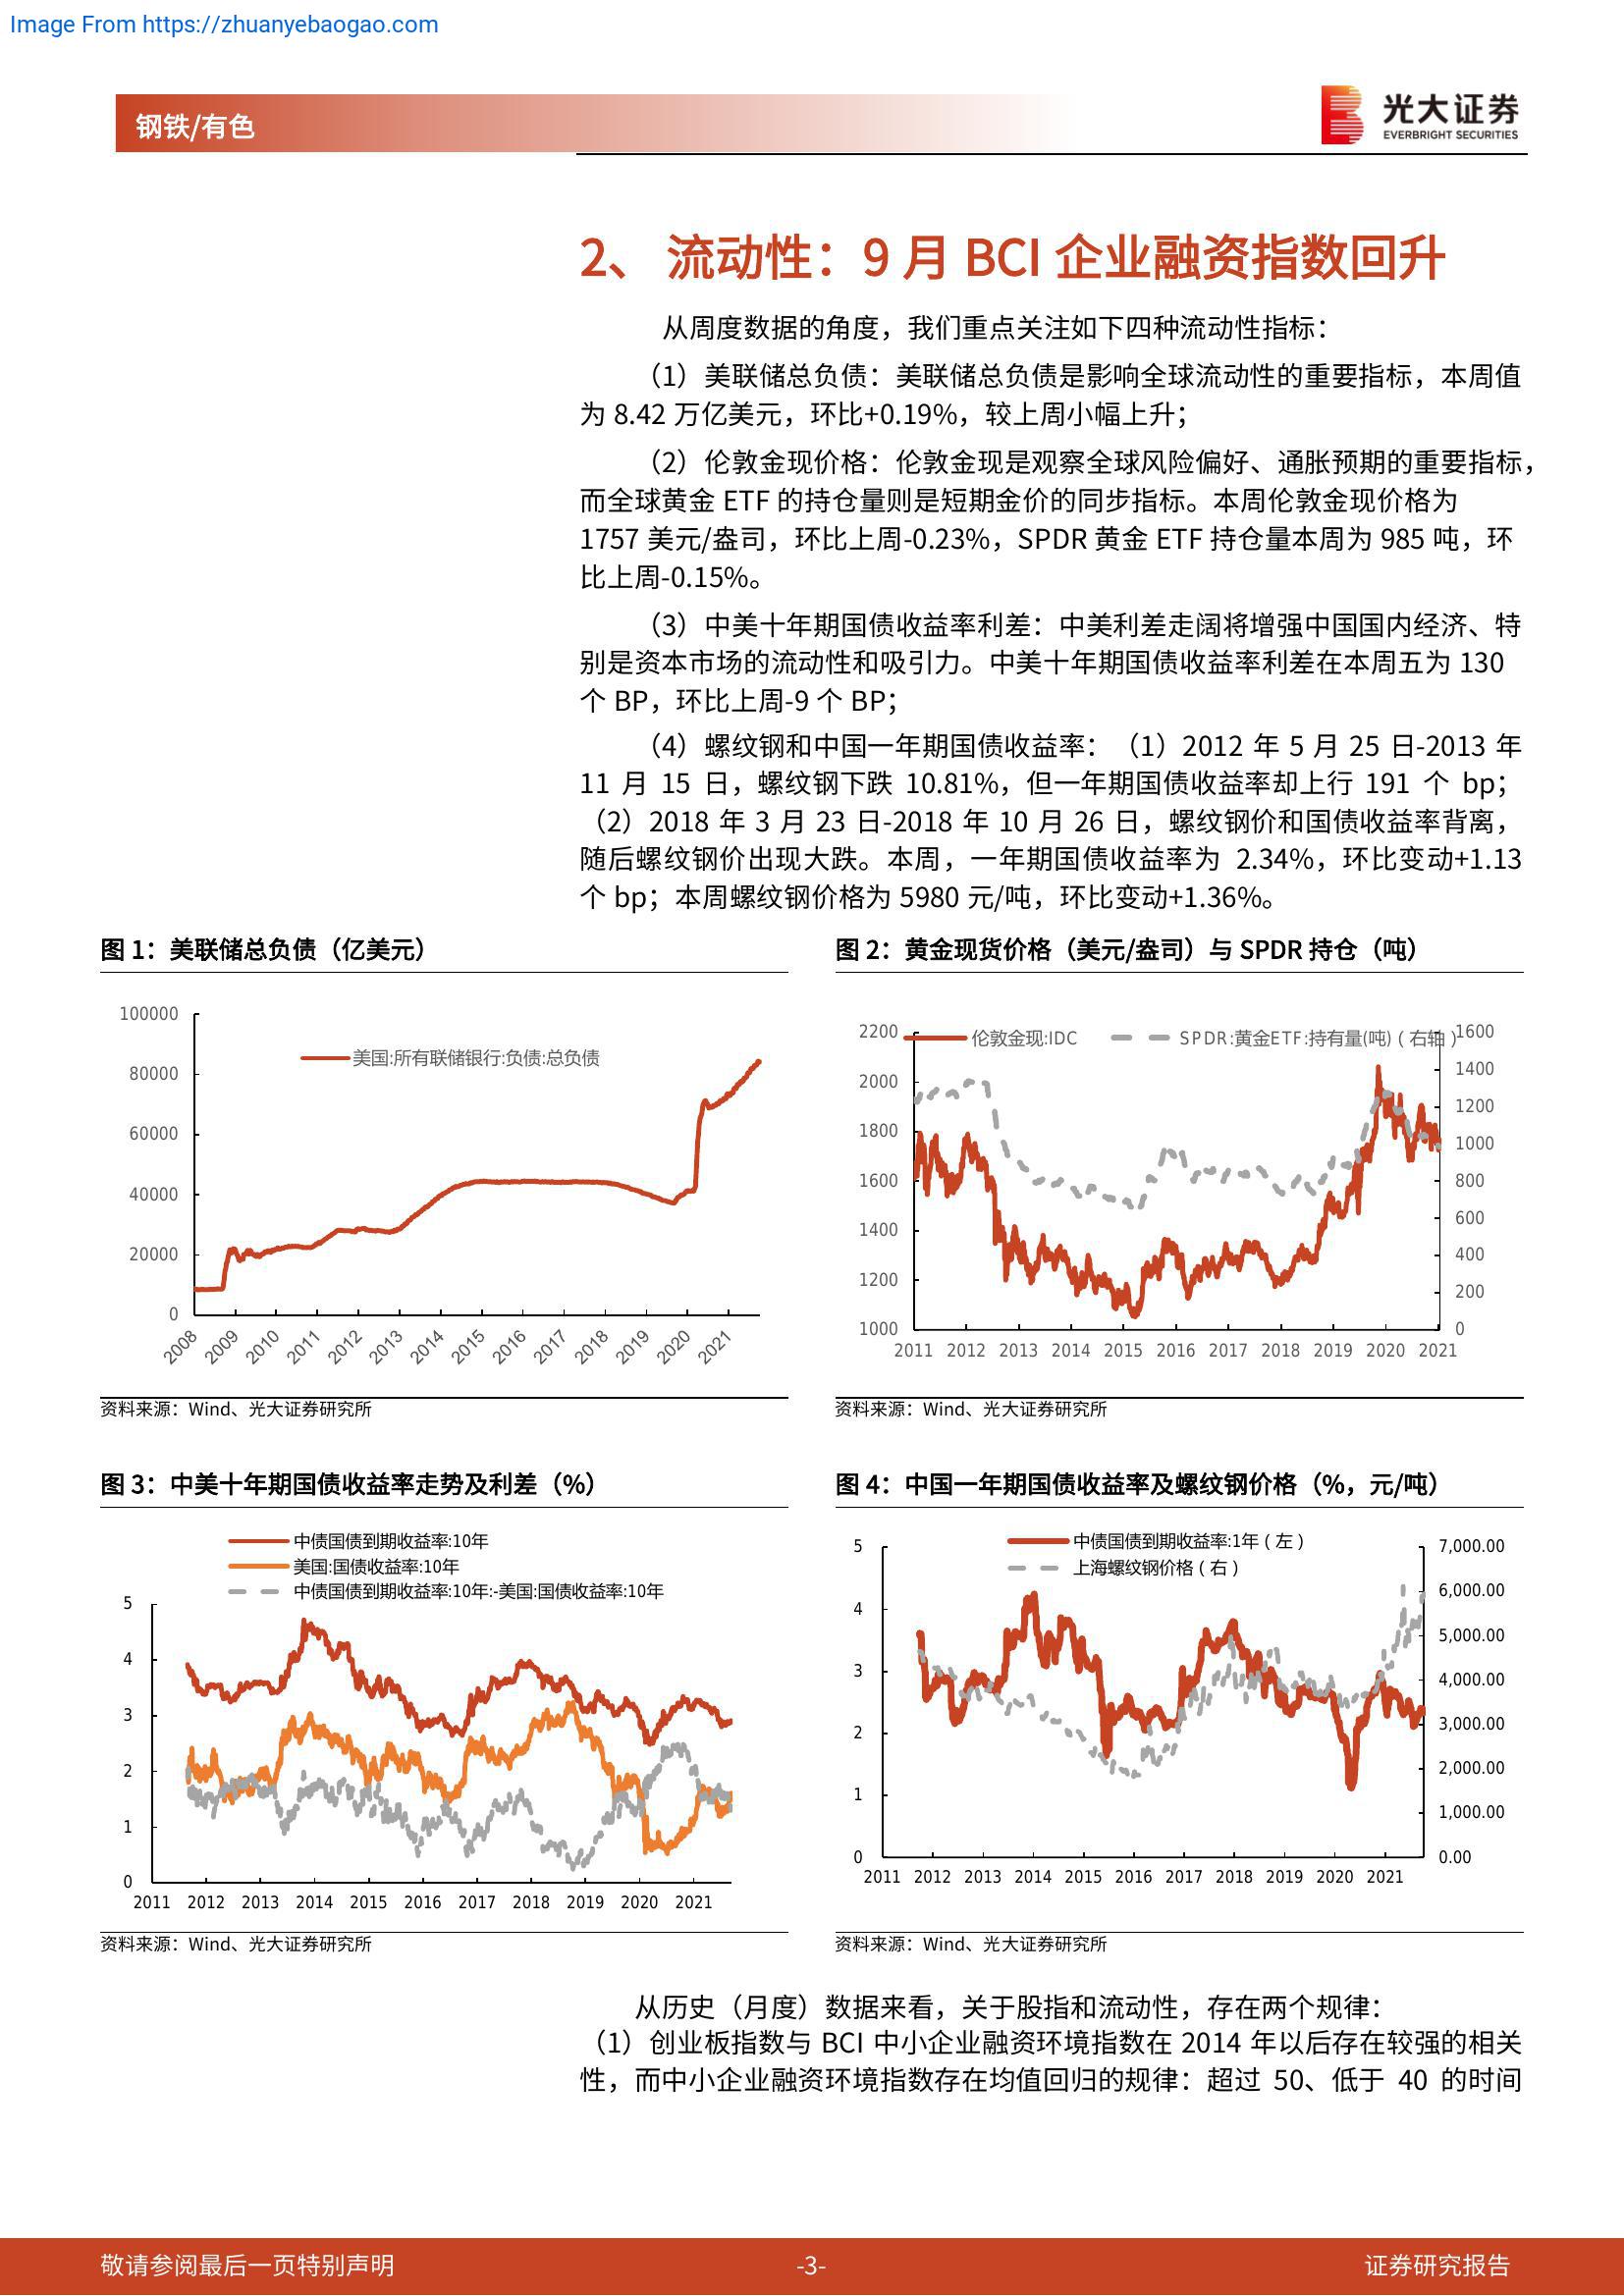 Image From https://zhuanyebaogao.com
钢铁/有色
光大证券
EVERBRIGHT SECURITIES
2、 流动性：9 月 BCI 企业融资指数回升
从周度数据的角度，我们重点关注如下四种流动性指标：
（1）美联储总负债：美联储总负债是影响全球流动性的重要指标，本周值
为 8.42 万亿美元，环比+0.19%，较上周小幅上升；
（2）伦敦金现价格：伦敦金现是观察全球风险偏好、通胀预期的重要指标，
而全球黄金 ETF 的持仓量则是短期金价的同步指标。本周伦敦金现价格为
1757 美元/盎司，环比上周-0.23%，SPDR 黄金 ETF 持仓量本周为 985 吨，环
比上周-0.15%。
（3）中美十年期国债收益率利差：中美利差走阔将增强中国国内经济、特
别是资本市场的流动性和吸引力。中美十年期国债收益率利差在本周五为 130
个 BP，环比上周-9 个 BP；
（4）螺纹钢和中国一年期国债收益率：（1）2012 年 5 月 25 日-2013 年
11 月 15 日，螺纹钢下跌 10.81%，但一年期国债收益率却上行 191 个 bp；
（2）2018 年 3 月 23 日-2018 年 10 月 26 日，螺纹钢价和国债收益率背离，
随后螺纹钢价出现大跌。本周，一年期国债收益率为 2.34%，环比变动+1.13
个 bp；本周螺纹钢价格为 5980 元/吨，环比变动+1.36%。
图 1：美联储总负债（亿美元）
100000
80000
60000
40000
20000
0
美国:所有联储银行:负债:总负债
2008 2009 2010 2011 2012 2013 2014 2015 2016 2017 2018 2019 2020 2021
资料来源：Wind、光大证券研究所
图 2：黄金现货价格（美元/盎司）与 SPDR 持仓（吨）
伦敦金现:IDC SPDR:黄金ETF:持有量(吨)（右轴）
2200
2000
1800
1600
1400
1200
1000
1600
1400
1200
1000
800
600
400
200
0
2011 2012 2013 2014 2015 2016 2017 2018 2019 2020 2021
资料来源：Wind、光大证券研究所
图 3：中美十年期国债收益率走势及利差（%）
中债国债到期收益率:10年
美国:国债收益率:10年
中债国债到期收益率:10年:-美国:国债收益率:10年
5
4
3
2
1
0
2011 2012 2013 2014 2015 2016 2017 2018 2019 2020 2021
资料来源：Wind、光大证券研究所
图 4：中国一年期国债收益率及螺纹钢价格（%，元/吨）
中债国债到期收益率:1年（左）
上海螺纹钢价格（右）
5
4
3
2
1
0
7,000.00
6,000.00
5,000.00
4,000.00
3,000.00
2,000.00
1,000.00
0.00
2011 2012 2013 2014 2015 2016 2017 2018 2019 2020 2021
资料来源：Wind、光大证券研究所
从历史（月度）数据来看，关于股指和流动性，存在两个规律：
（1）创业板指数与 BCI 中小企业融资环境指数在 2014 年以后存在较强的相关
性，而中小企业融资环境指数存在均值回归的规律：超过 50、低于 40 的时间
敬请参阅最后一页特别声明
-3-
证券研究报告